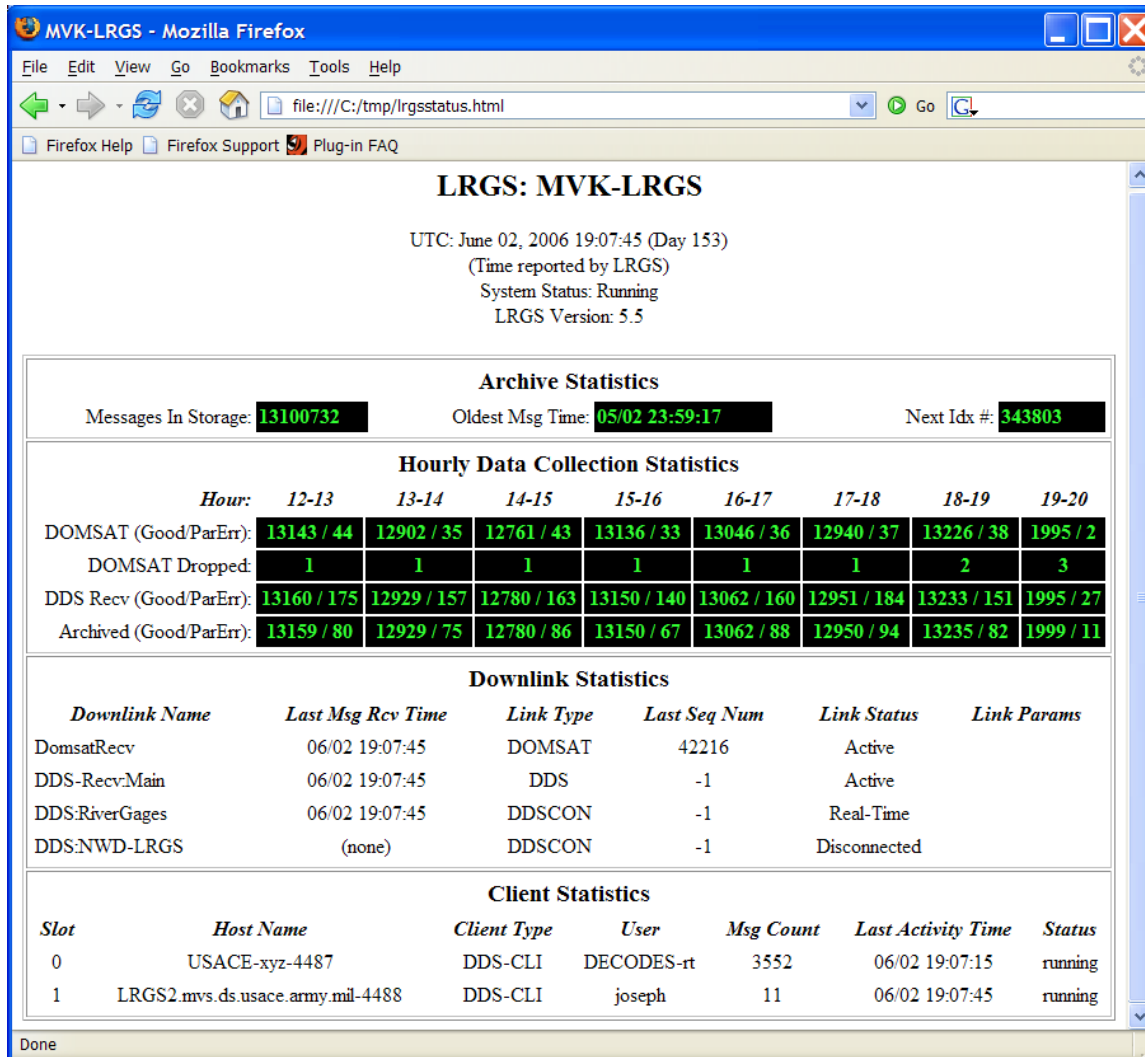 MVK-LRGS - Mozilla Firefox
File Edit View Go Bookmarks Tools Help
file:///C:/tmp/lrgsstatus.html Go G
Firefox Help Firefox Support Plug-in FAQ
LRGS: MVK-LRGS
UTC: June 02, 2006 19:07:45 (Day 153)
(Time reported by LRGS)
System Status: Running
LRGS Version: 5.5
Archive Statistics
Messages In Storage: 13100732 Oldest Msg Time: 05/02 23:59:17 Next Idx #: 343803
Hourly Data Collection Statistics
Hour: 12-13 13-14 14-15 15-16 16-17 17-18 18-19 19-20
DOMSAT (Good/ParErr): 13143 / 44 12902 / 35 12761 / 43 13136 / 33 13046 / 36 12940 / 37 13226 / 38 1995 / 2
DOMSAT Dropped: 1 1 1 1 1 1 2 3
DDS Recv (Good/ParErr): 13160 / 175 12929 / 157 12780 / 163 13150 / 140 13062 / 160 12951 / 184 13233 / 151 1995 / 27
Archived (Good/ParErr): 13159 / 80 12929 / 75 12780 / 86 13150 / 67 13062 / 88 12950 / 94 13235 / 82 1999 / 11
Downlink Statistics
Downlink Name Last Msg Rcv Time Link Type Last Seq Num Link Status Link Params
DomsatRecv 06/02 19:07:45 DOMSAT 42216 Active
DDS-Recv:Main 06/02 19:07:45 DDS -1 Active
DDS:RiverGages 06/02 19:07:45 DDSCON -1 Real-Time
DDS:NWD-LRGS (none) DDSCON -1 Disconnected
Client Statistics
Slot Host Name Client Type User Msg Count Last Activity Time Status
0 USACE-xyz-4487 DDS-CLI DECODES-rt 3552 06/02 19:07:15 running
1 LRGS2.mvs.ds.usace.army.mil-4488 DDS-CLI joseph 11 06/02 19:07:45 running
Done